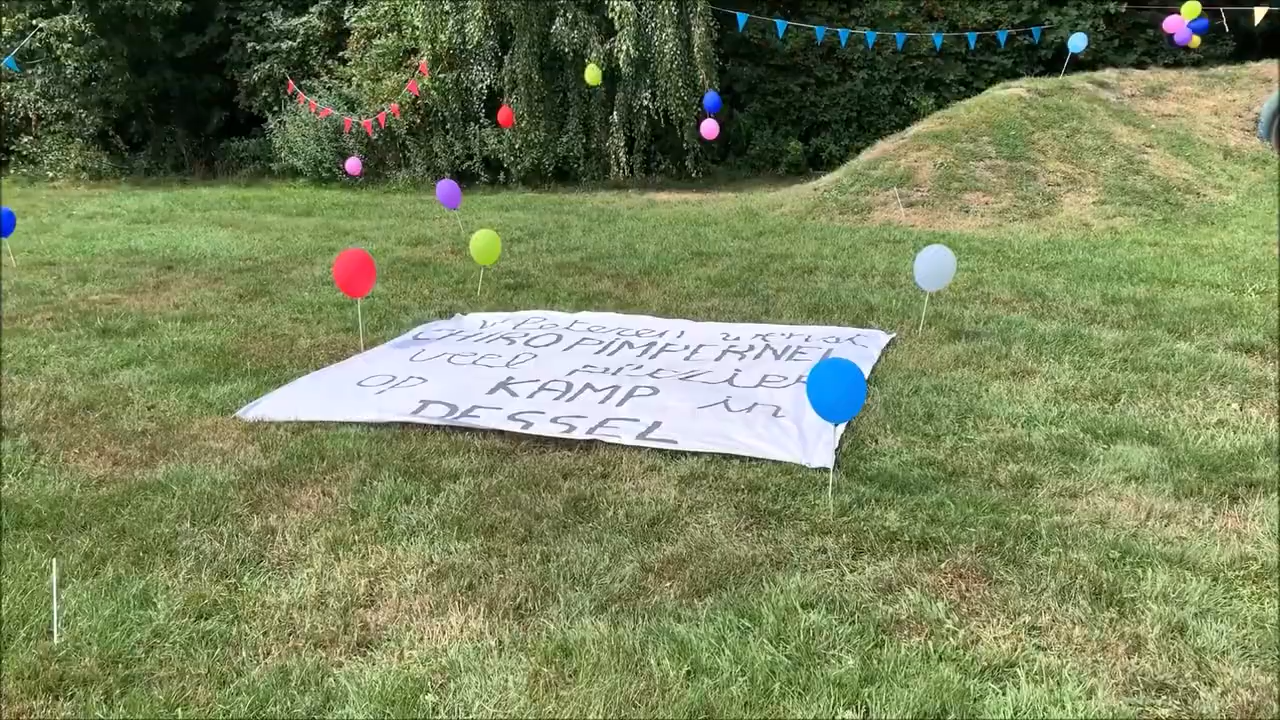 wenst
CHIRO PIMPERNEL
veel plezier
op KAMP in
DESSEL